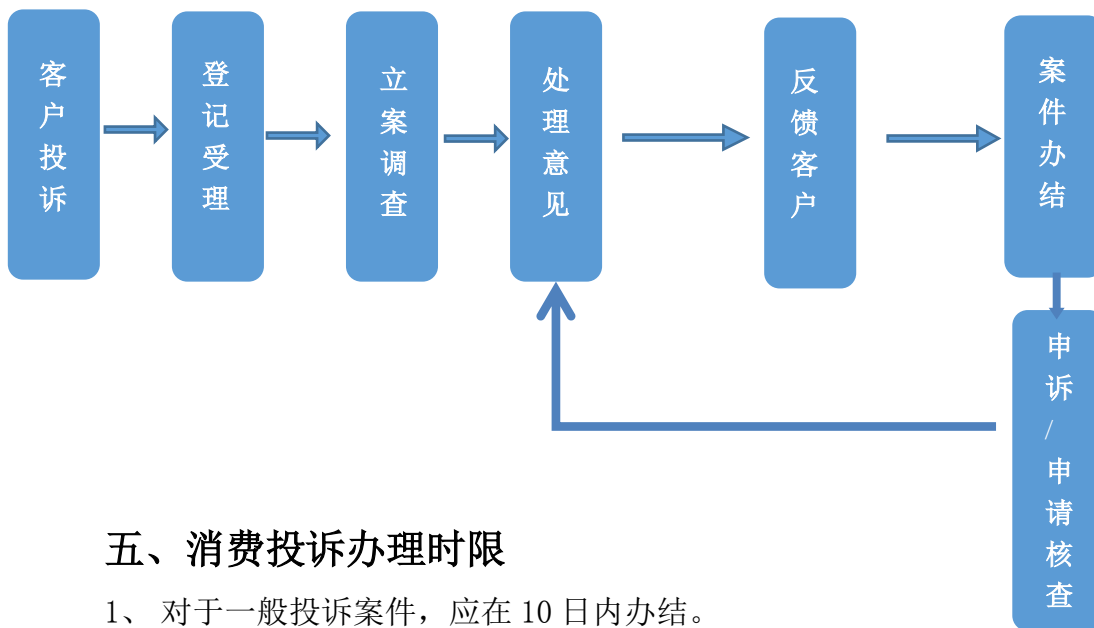 客户投诉
登记受理
立案调查
处理意见
反馈客户
案件办结
申诉/申请核查
五、消费投诉办理时限
1、 对于一般投诉案件，应在 10 日内办结。